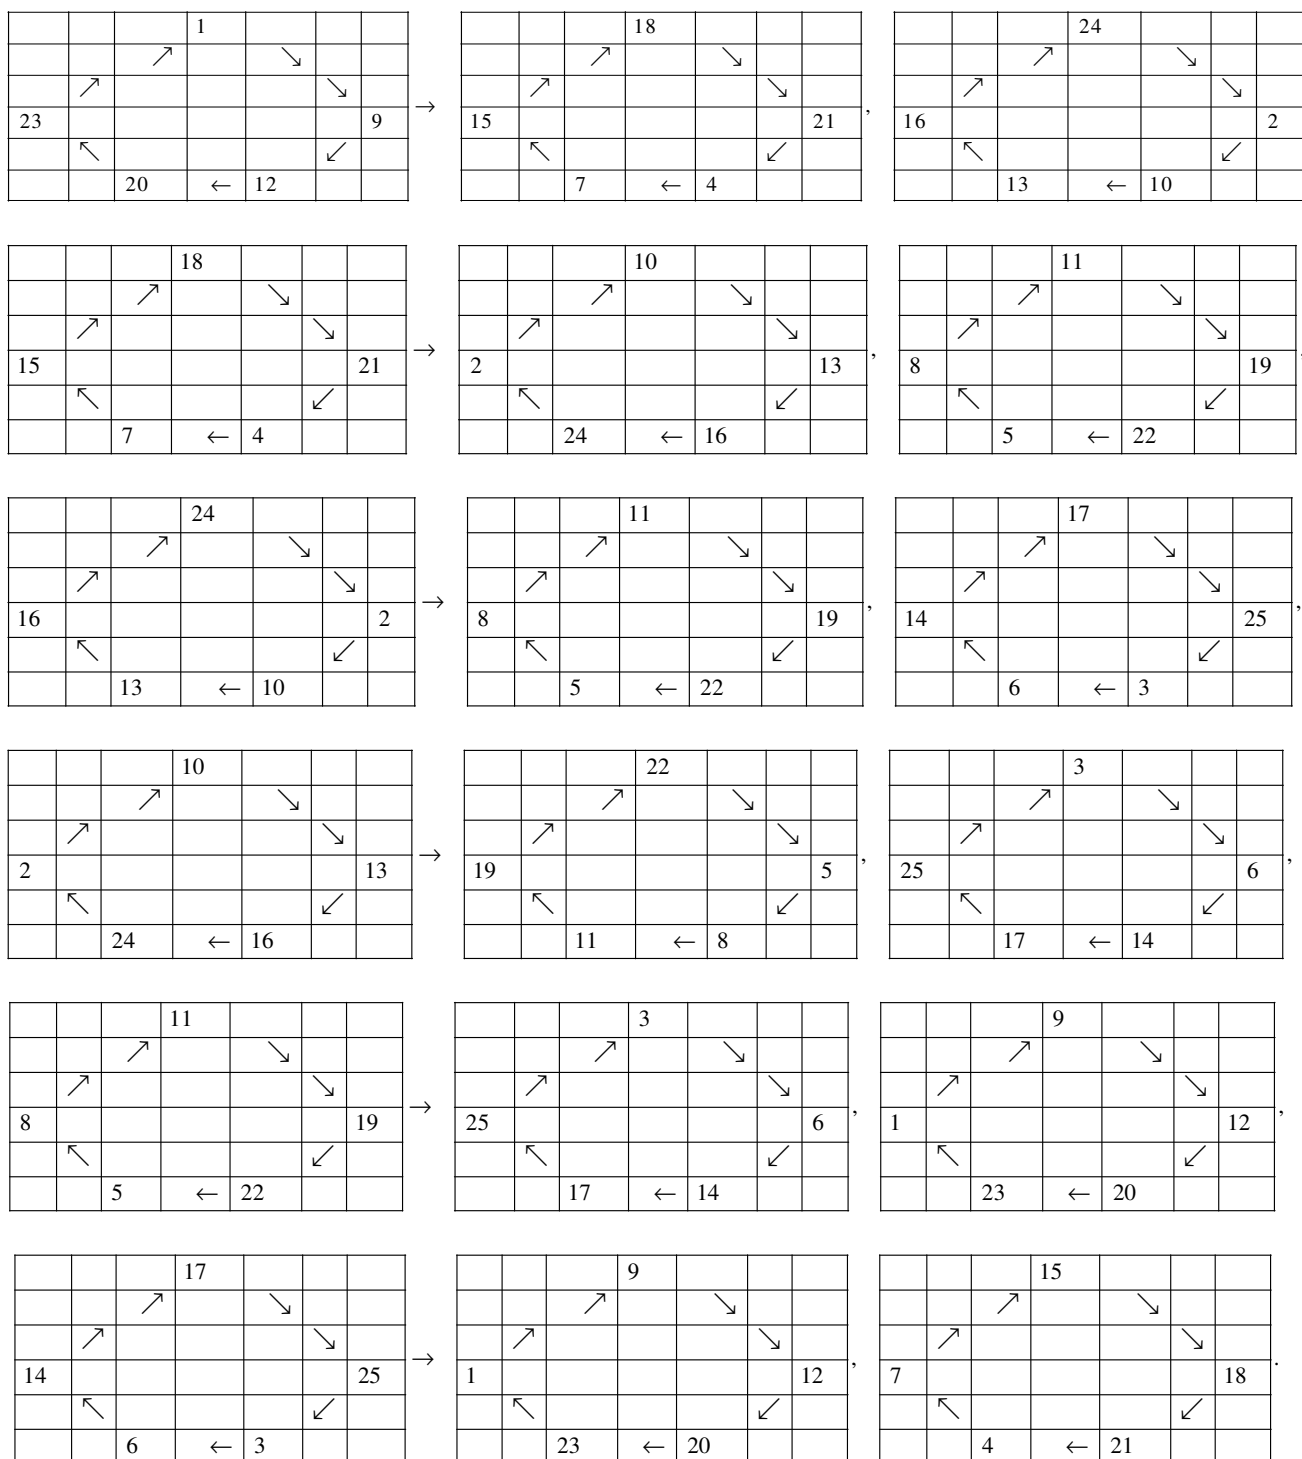 1 18 24
↗ ↘ ↗ ↘ ↗ ↘
↗ ↘ → ↗ ↘ ↗ ↘
23 9 15 21 , 16 2
↖ ↙ ↖ ↙ ↖ ↙
20 ← 12 7 ← 4 13 ← 10
18 10 11
↗ ↘ ↗ ↘ ↗ ↘
↗ ↘ ↗ ↘ ↗ ↘
15 21 → 2 13 , 8 19 ,
↖ ↙ ↖ ↙ ↖ ↙
7 ← 4 24 ← 16 5 ← 22
24 11 17
↗ ↘ ↗ ↘ ↗ ↘
↗ ↘ ↗ ↘ ↗ ↘
16 2 → 8 19 , 14 25 ,
↖ ↙ ↖ ↙ ↖ ↙
13 ← 10 5 ← 22 6 ← 3
10 22 3
↗ ↘ ↗ ↘ ↗ ↘
↗ ↘ ↗ ↘ ↗ ↘
2 13 → 19 5 , 25 6 ,
↖ ↙ ↖ ↙ ↖ ↙
24 ← 16 11 ← 8 17 ← 14
11 3 9
↗ ↘ ↗ ↘ ↗ ↘
↗ ↘ ↗ ↘ ↗ ↘
8 19 → 25 6 , 1 12 ,
↖ ↙ ↖ ↙ ↖ ↙
5 ← 22 17 ← 14 23 ← 20
17 9 15
↗ ↘ ↗ ↘ ↗ ↘
↗ ↘ ↗ ↘ ↗ ↘
14 25 → 1 12 , 7 18 .
↖ ↙ ↖ ↙ ↖ ↙
6 ← 3 23 ← 20 4 ← 21